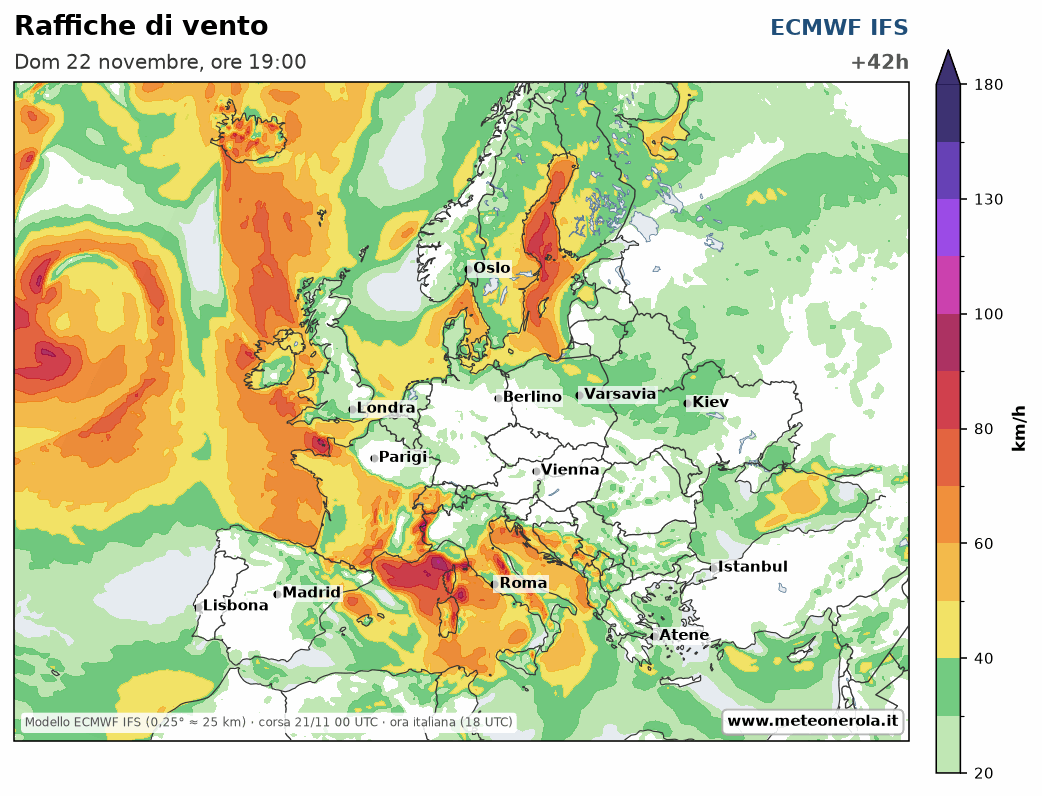 Raffiche di vento
ECMWF IFS
Dom 22 novembre, ore 19:00
+42h
180
130
100
80
60
40
20
km/h
Oslo
Londra
Berlino
Varsavia
Kiev
Parigi
Vienna
Lisbona
Madrid
Roma
Istanbul
Atene
Modello ECMWF IFS (0,25° ≈ 25 km) · corsa 21/11 00 UTC · ora italiana (18 UTC)
www.meteonerola.it